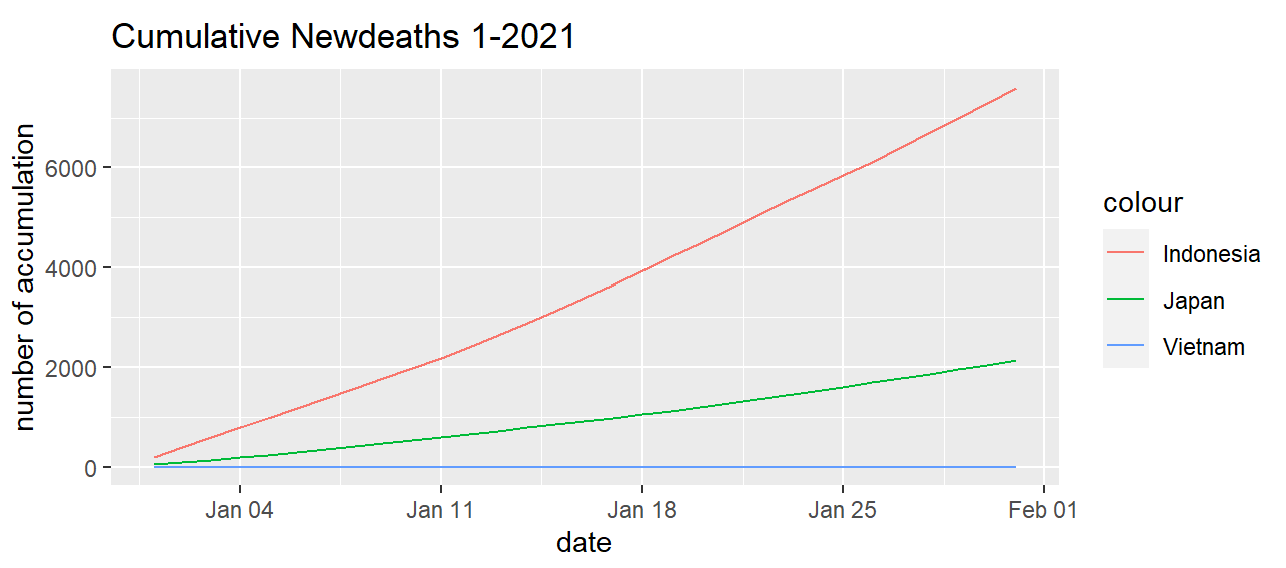 Cumulative Newdeaths 1-2021
number of accumulation
6000
4000
2000
0
Jan 04
Jan 11
Jan 18
Jan 25
Feb 01
date
colour
Indonesia
Japan
Vietnam